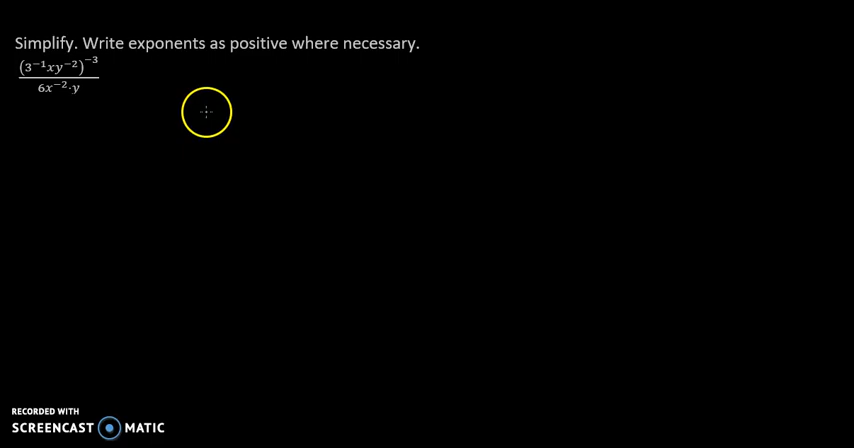 Simplify. Write exponents as positive where necessary.
(3⁻¹xy⁻²)⁻³
6x⁻²·y
RECORDED WITH
SCREENCAST MATIC